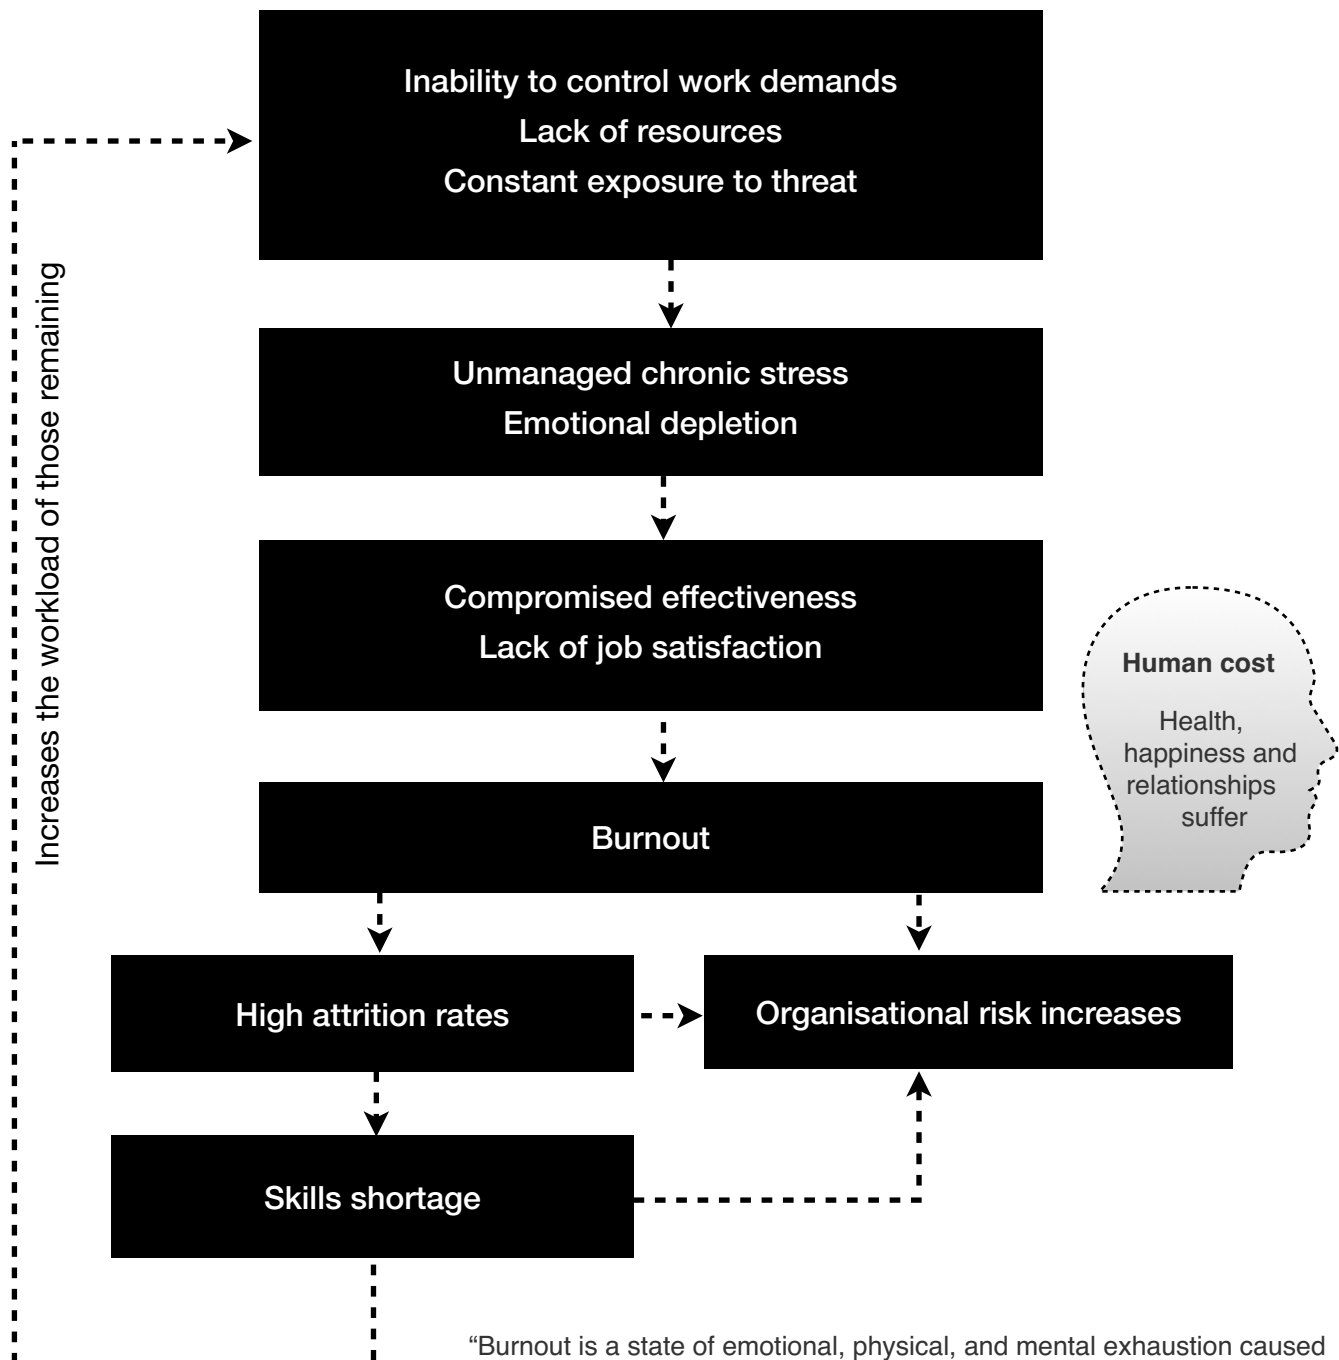 Inability to control work demands
Lack of resources
Constant exposure to threat
Increases the workload of those remaining
Unmanaged chronic stress
Emotional depletion
Compromised effectiveness
Lack of job satisfaction
Human cost
Health,
happiness and
relationships
suffer
Burnout
High attrition rates
Organisational risk increases
Skills shortage
“Burnout is a state of emotional, physical, and mental exhaustion caused